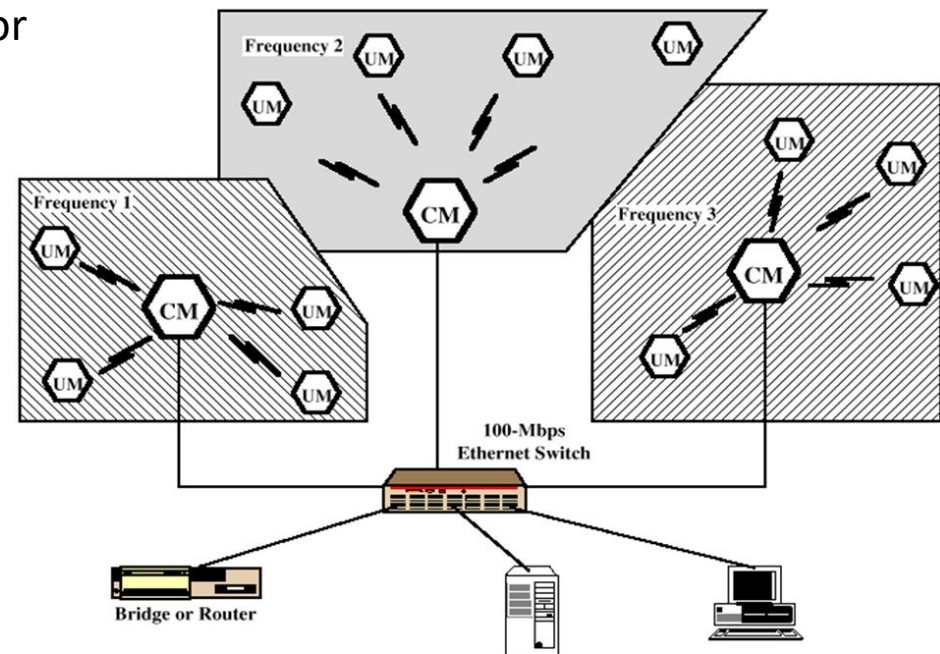 or
Frequency 2
UM
UM
UM
UM
CM
Frequency 1
UM
UM
UM
UM
CM
Frequency 3
UM
UM
UM
UM
CM
100-Mbps
Ethernet Switch
Bridge or Router